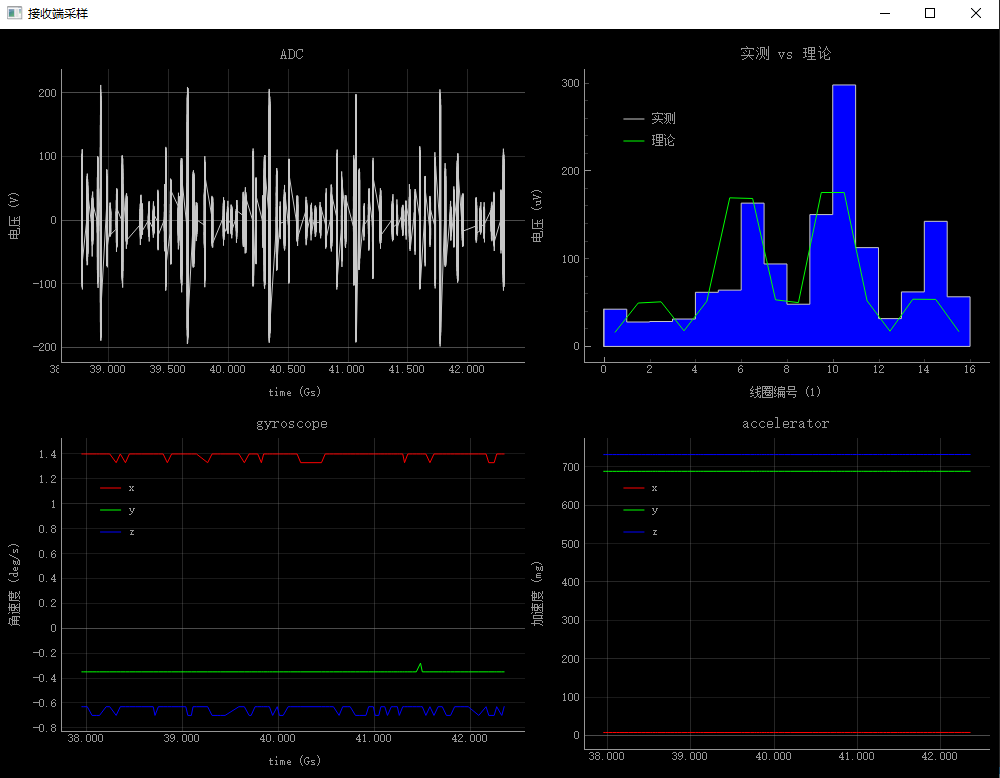 接收端采样
ADC
200
100
0
−100
−200
电压 (V)
38
39.000
39.500
40.000
40.500
41.000
41.500
42.000
time (Gs)
实测 vs 理论
300
200
100
0
电压 (uV)
实测
理论
0
2
4
6
8
10
12
14
16
线圈编号 (1)
gyroscope
1.4
1.2
1
0.8
0.6
0.4
0.2
0
−0.2
−0.4
−0.6
−0.8
角速度 (deg/s)
x
y
z
38.000
39.000
40.000
41.000
42.000
time (Gs)
accelerator
700
600
500
400
300
200
100
0
加速度 (mg)
x
y
z
38.000
39.000
40.000
41.000
42.000